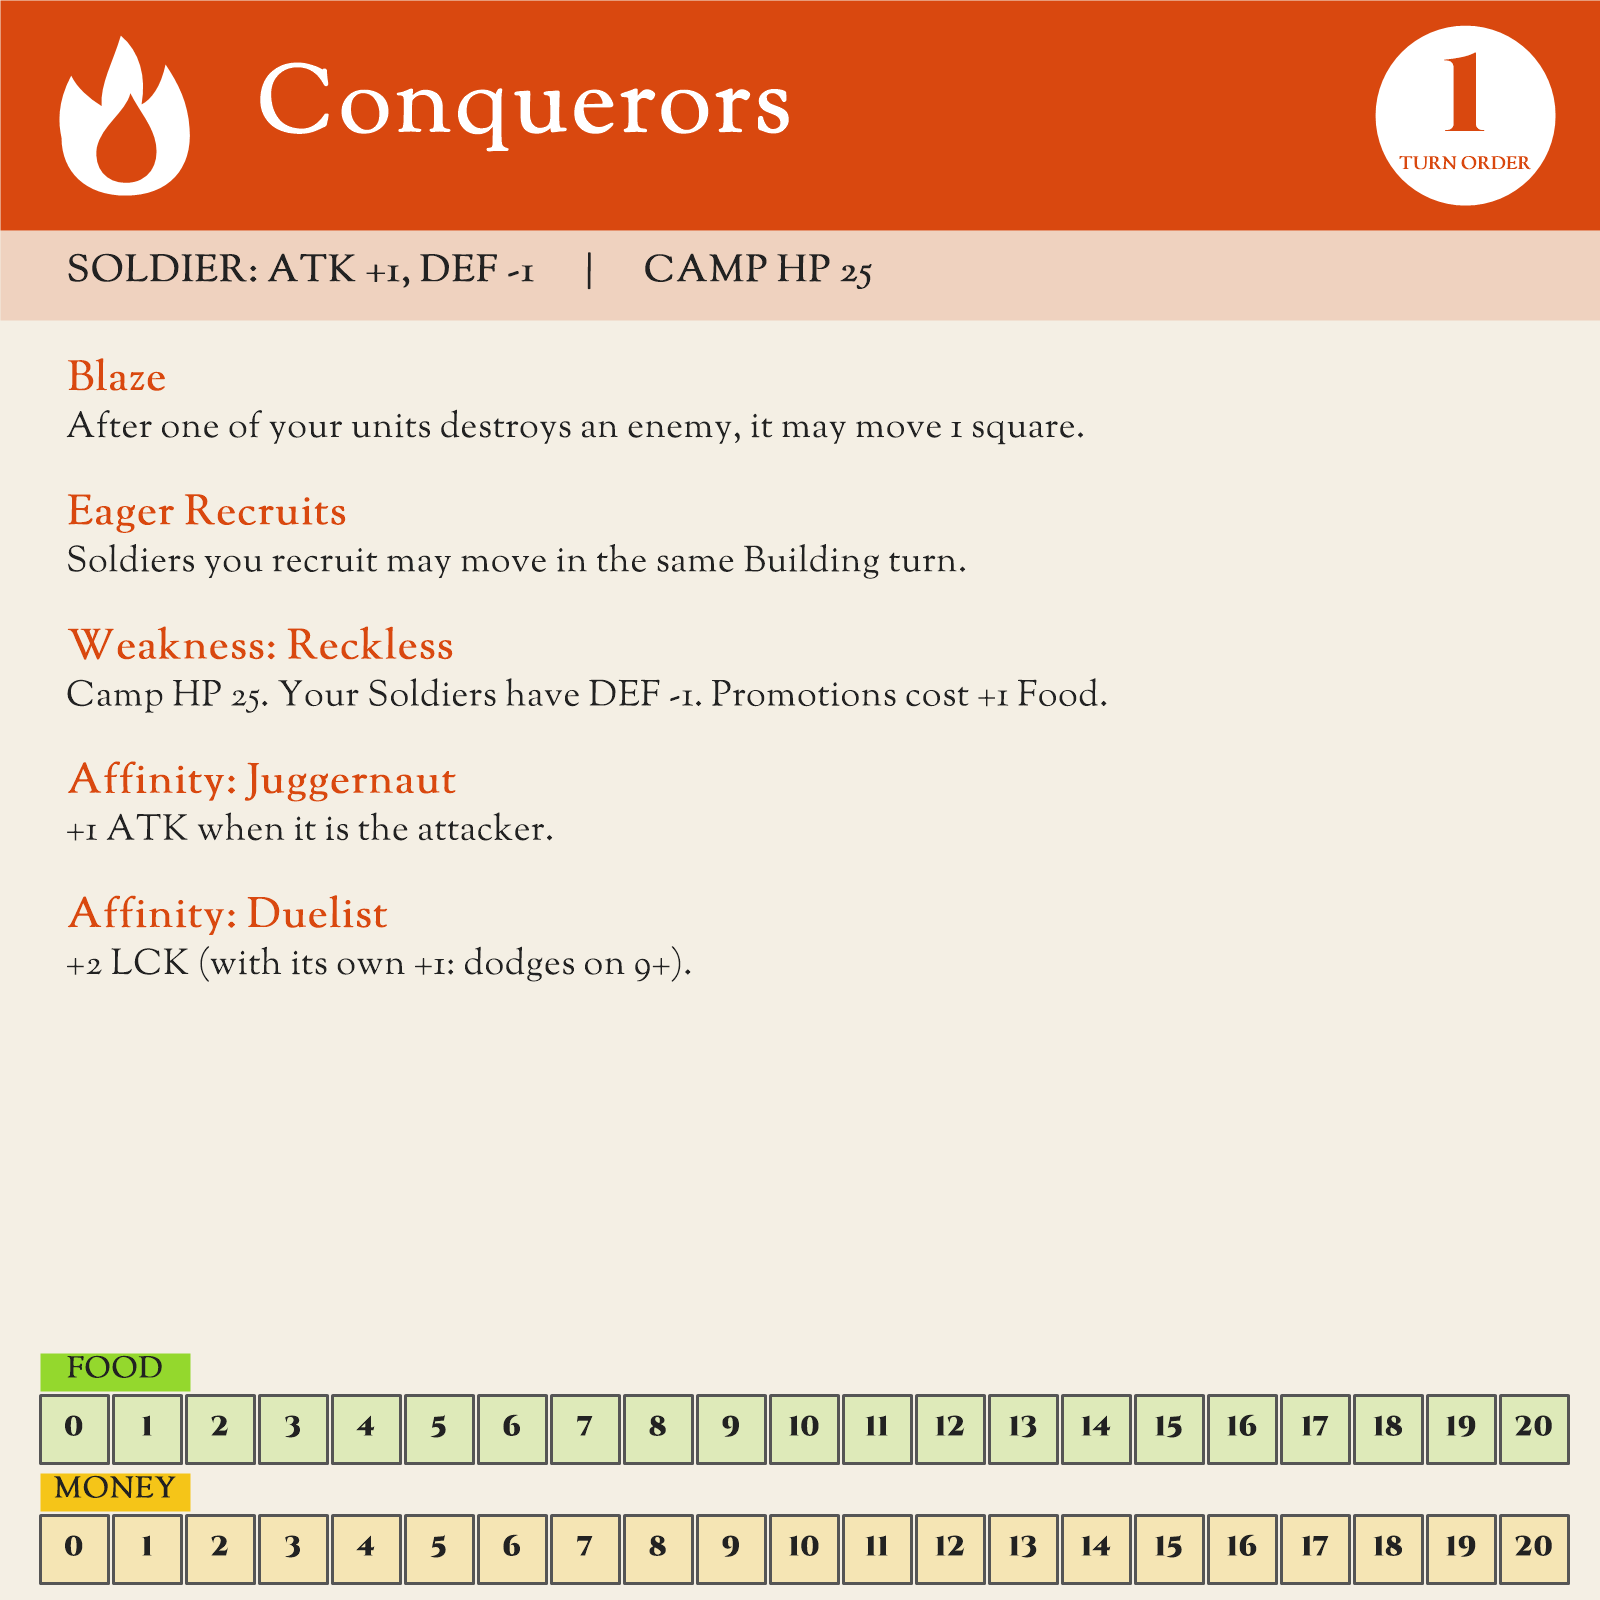 Conquerors
1
TURN ORDER
SOLDIER: ATK +1, DEF -1 | CAMP HP 25
Blaze
After one of your units destroys an enemy, it may move 1 square.
Eager Recruits
Soldiers you recruit may move in the same Building turn.
Weakness: Reckless
Camp HP 25. Your Soldiers have DEF -1. Promotions cost +1 Food.
Affinity: Juggernaut
+1 ATK when it is the attacker.
Affinity: Duelist
+2 LCK (with its own +1: dodges on 9+).
FOOD
0 1 2 3 4 5 6 7 8 9 10 11 12 13 14 15 16 17 18 19 20
MONEY
0 1 2 3 4 5 6 7 8 9 10 11 12 13 14 15 16 17 18 19 20